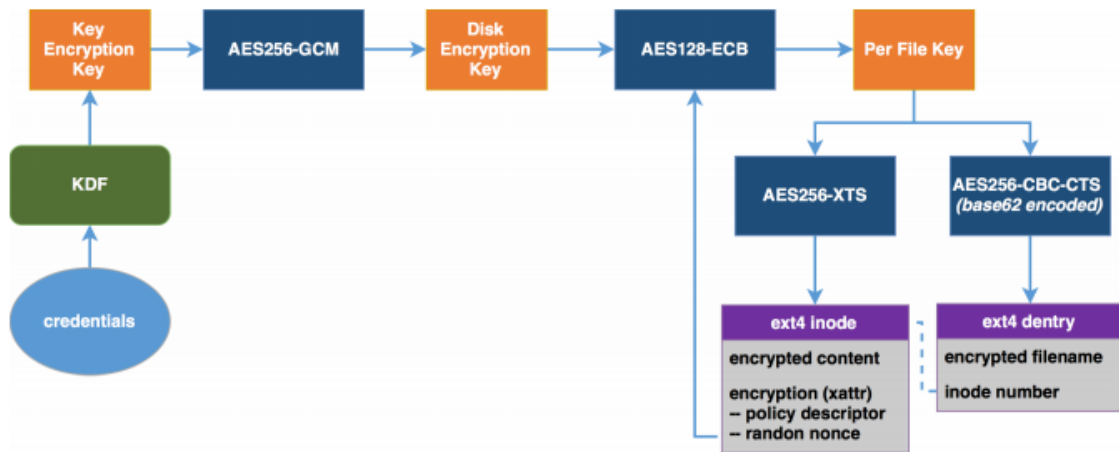 Key
Encryption
Key
AES256-GCM
Disk
Encryption
Key
AES128-ECB
Per File Key
KDF
AES256-XTS
AES256-CBC-CTS
(base62 encoded)
credentials
ext4 inode
encrypted content
encryption (xattr)
-- policy descriptor
-- randon nonce
ext4 dentry
encrypted filename
inode number